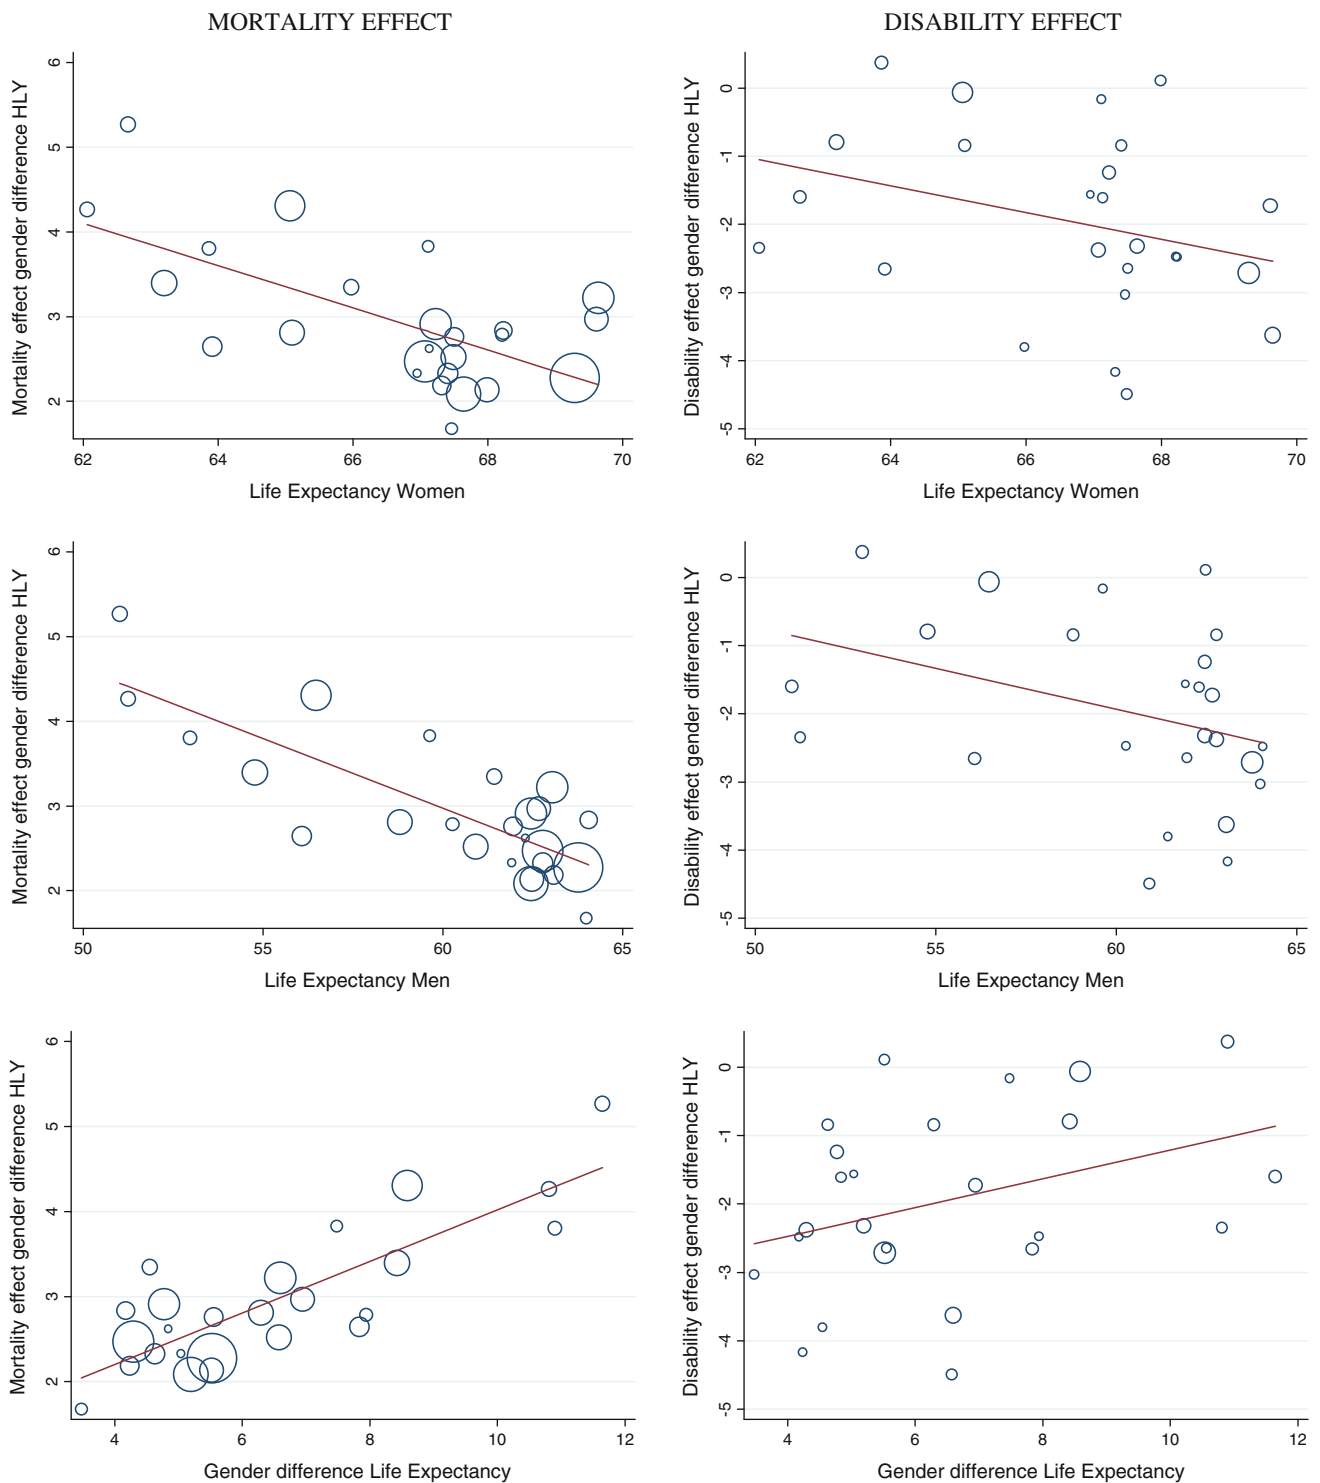 MORTALITY EFFECT
DISABILITY EFFECT
Mortality effect gender difference HLY
6
5
4
3
2
62 64 66 68 70
Life Expectancy Women
Disability effect gender difference HLY
0
-1
-2
-3
-4
-5
62 64 66 68 70
Life Expectancy Women
Mortality effect gender difference HLY
6
5
4
3
2
50 55 60 65
Life Expectancy Men
Disability effect gender difference HLY
0
-1
-2
-3
-4
-5
50 55 60 65
Life Expectancy Men
Mortality effect gender difference HLY
6
5
4
3
2
4 6 8 10 12
Gender difference Life Expectancy
Disability effect gender difference HLY
0
-1
-2
-3
-4
-5
4 6 8 10 12
Gender difference Life Expectancy